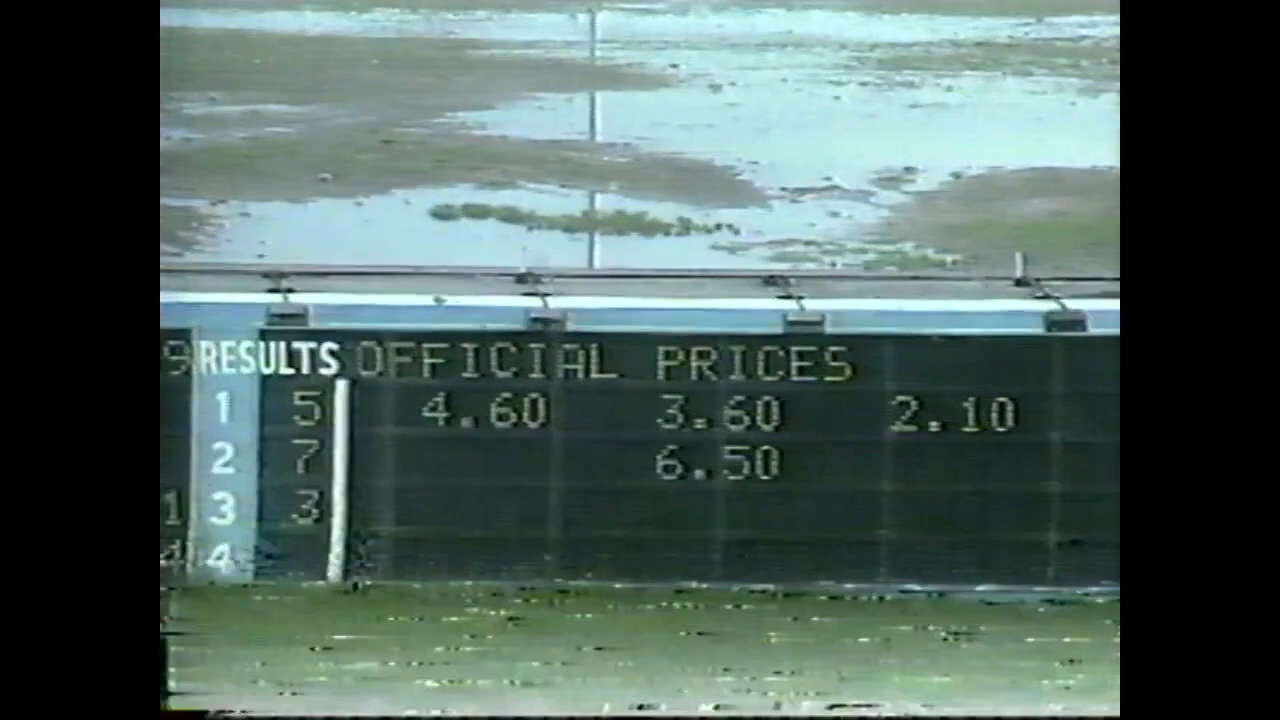 9 RESULTS OFFICIAL PRICES
1 5 4.60 3.60 2.10
2 7 6.50
1 3 3
4 4